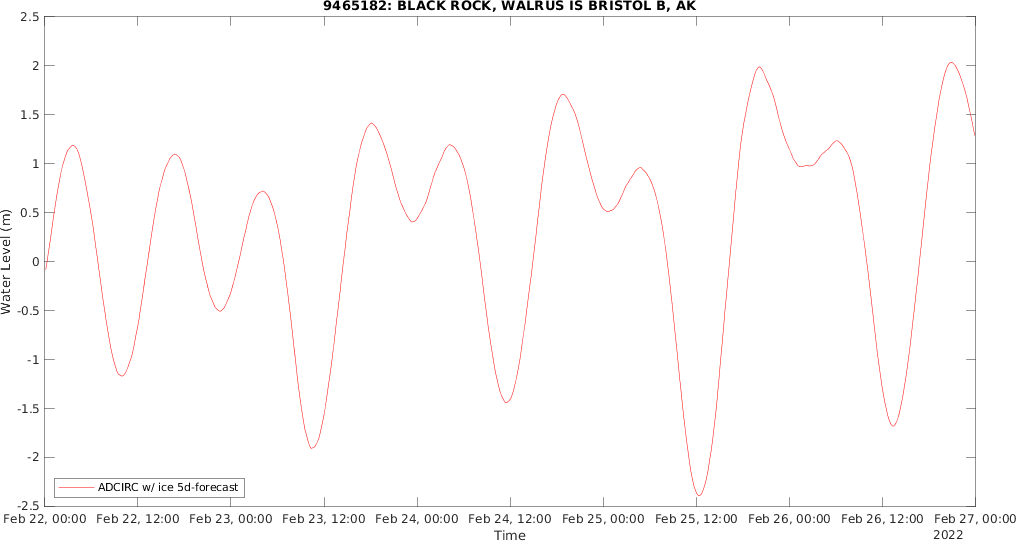 9465182: BLACK ROCK, WALRUS IS BRISTOL B, AK
2.5
2
1.5
1
0.5
0
-0.5
-1
-1.5
-2
-2.5
Water Level (m)
ADCIRC w/ ice 5d-forecast
Feb 22, 00:00 Feb 22, 12:00 Feb 23, 00:00 Feb 23, 12:00 Feb 24, 00:00 Feb 24, 12:00 Feb 25, 00:00 Feb 25, 12:00 Feb 26, 00:00 Feb 26, 12:00 Feb 27, 00:00
Time
2022